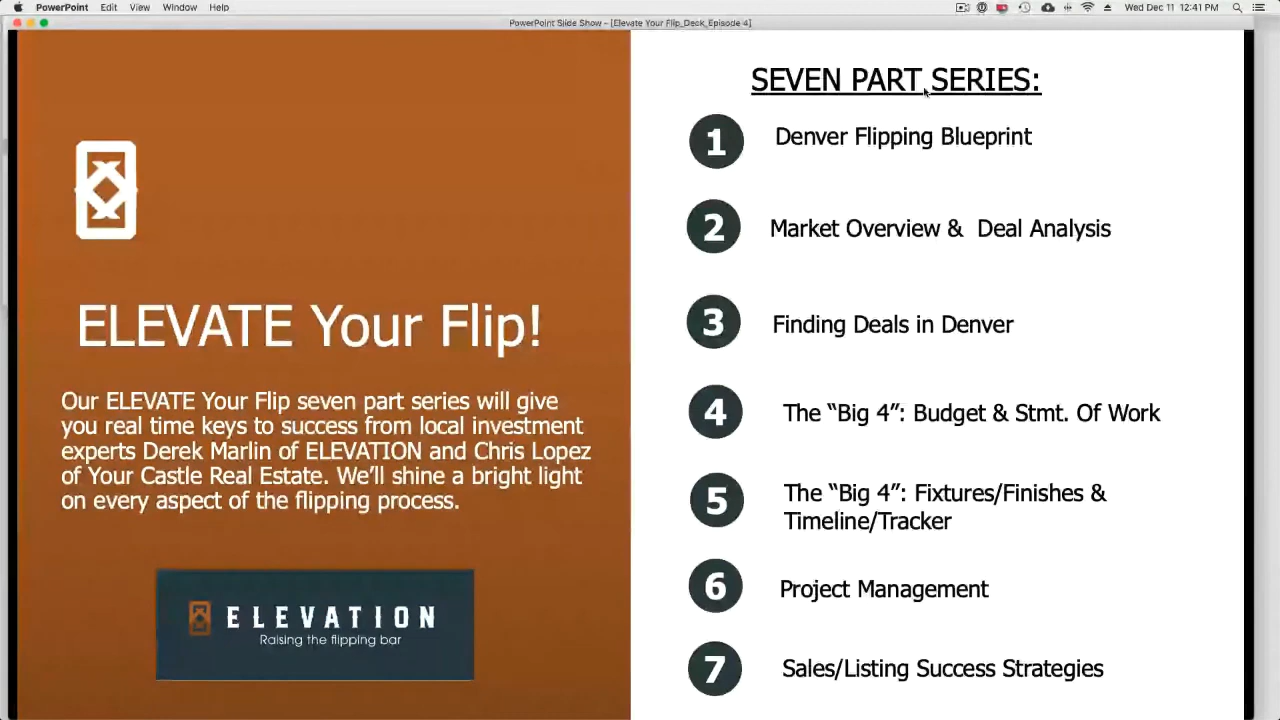 PowerPoint Edit View Window Help Wed Dec 11 12:41 PM
PowerPoint Slide Show - [Elevate Your Flip_Deck_Episode 4]
ELEVATE Your Flip!
Our ELEVATE Your Flip seven part series will give
you real time keys to success from local investment
experts Derek Marlin of ELEVATION and Chris Lopez
of Your Castle Real Estate. We’ll shine a bright light
on every aspect of the flipping process.
ELEVATION
Raising the flipping bar
SEVEN PART SERIES:
1 Denver Flipping Blueprint
2 Market Overview & Deal Analysis
3 Finding Deals in Denver
4 The “Big 4”: Budget & Stmt. Of Work
5 The “Big 4”: Fixtures/Finishes &
Timeline/Tracker
6 Project Management
7 Sales/Listing Success Strategies